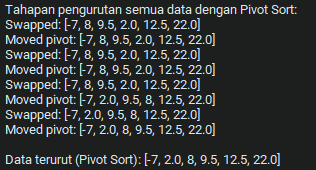 Tahapan pengurutan semua data dengan Pivot Sort:
Swapped: [-7, 8, 9.5, 2.0, 12.5, 22.0]
Moved pivot: [-7, 8, 9.5, 2.0, 12.5, 22.0]
Swapped: [-7, 8, 9.5, 2.0, 12.5, 22.0]
Moved pivot: [-7, 8, 9.5, 2.0, 12.5, 22.0]
Swapped: [-7, 8, 9.5, 2.0, 12.5, 22.0]
Moved pivot: [-7, 2.0, 9.5, 8, 12.5, 22.0]
Swapped: [-7, 2.0, 9.5, 8, 12.5, 22.0]
Moved pivot: [-7, 2.0, 8, 9.5, 12.5, 22.0]
Data terurut (Pivot Sort): [-7, 2.0, 8, 9.5, 12.5, 22.0]